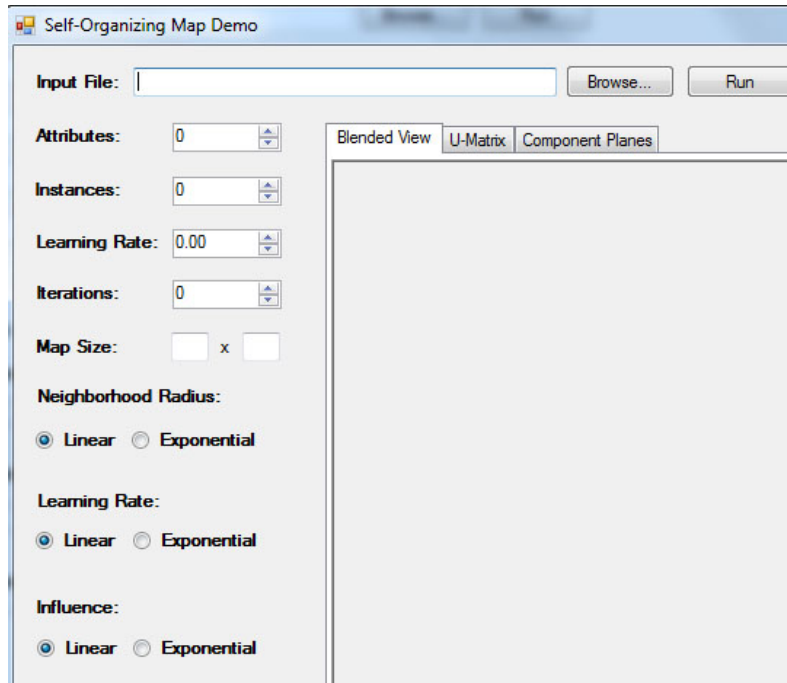 Self-Organizing Map Demo
Input File: Browse... Run
Attributes: 0
Blended View U-Matrix Component Planes
Instances: 0
Learning Rate: 0.00
Iterations: 0
Map Size: x
Neighborhood Radius:
Linear Exponential
Learning Rate:
Linear Exponential
Influence:
Linear Exponential